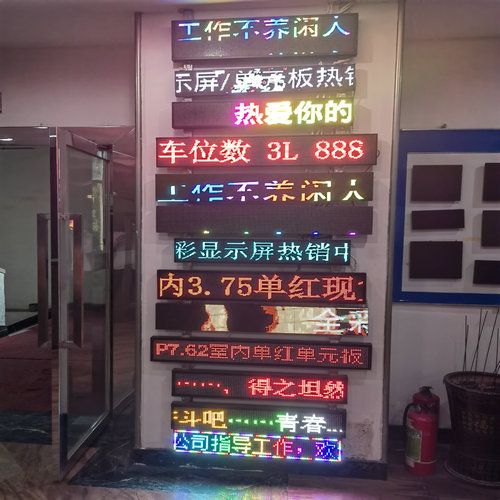 工作不养闲人
示屏/单示板热销
热爱你的
车位数 3L 888
工作不养闲人
彩显示屏热销中
内3.75单红现
全彩
P7.62室内单红单元板
……，得之坦然
斗吧……青春...
公司指导工作，欢